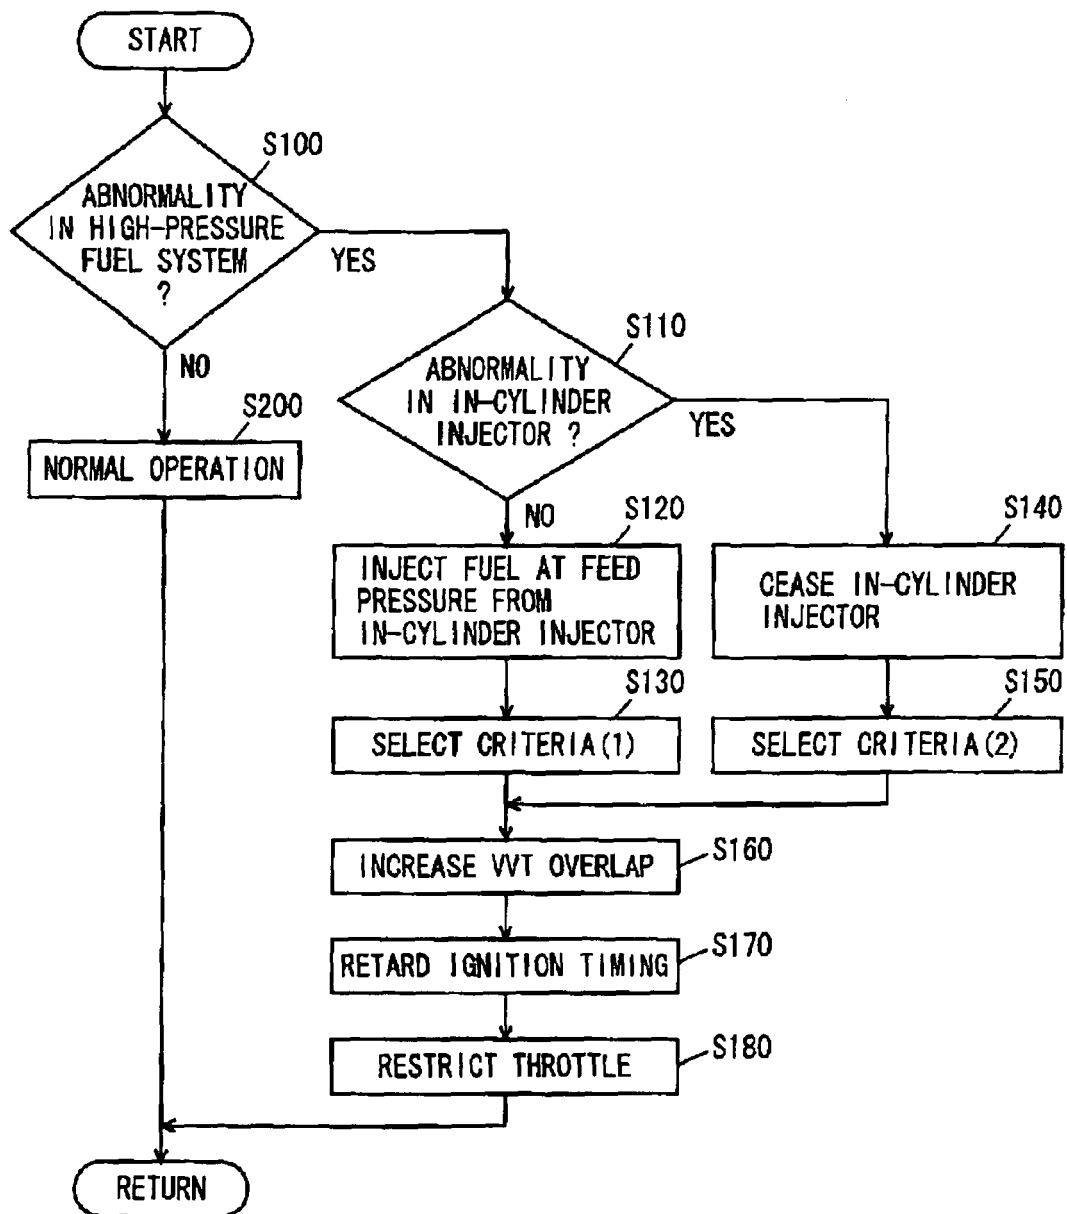 START
S100
ABNORMALITY
IN HIGH-PRESSURE
FUEL SYSTEM
?
YES
NO
S110
ABNORMALITY
IN IN-CYLINDER
INJECTOR ?
YES
NO
S200
NORMAL OPERATION
S120
INJECT FUEL AT FEED
PRESSURE FROM
IN-CYLINDER INJECTOR
S140
CEASE IN-CYLINDER
INJECTOR
S130
SELECT CRITERIA(1)
S150
SELECT CRITERIA(2)
INCREASE VVT OVERLAP
S160
RETARD IGNITION TIMING
S170
RESTRICT THROTTLE
S180
RETURN